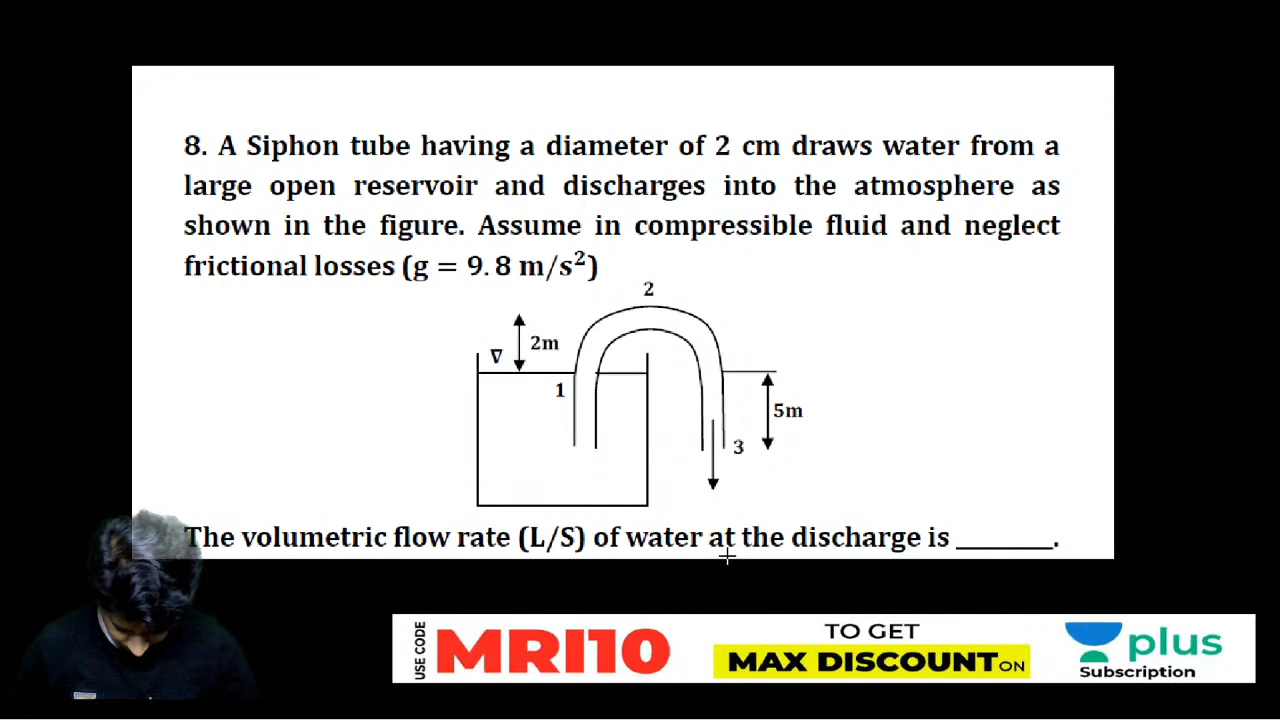 8. A Siphon tube having a diameter of 2 cm draws water from a
large open reservoir and discharges into the atmosphere as
shown in the figure. Assume in compressible fluid and neglect
frictional losses (g = 9.8 m/s²)
2
2m
∇
1
5m
3
The volumetric flow rate (L/S) of water at the discharge is _______.
USE CODE
MRI10
TO GET
MAX DISCOUNT ON
plus
Subscription